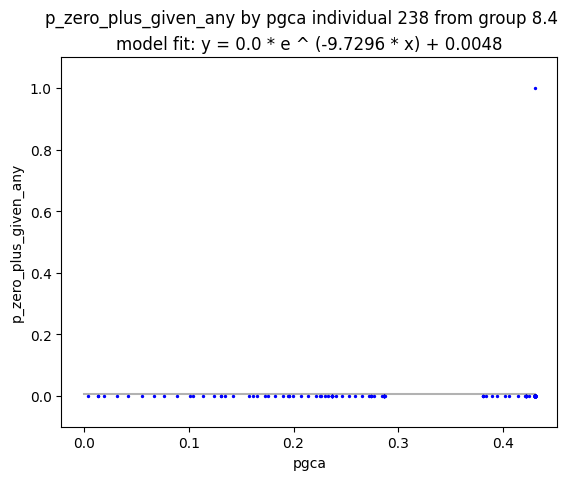 p_zero_plus_given_any by pgca individual 238 from group 8.4
model fit: y = 0.0 * e ^ (-9.7296 * x) + 0.0048
1.0
0.8
0.6
0.4
0.2
0.0
p_zero_plus_given_any
0.0 0.1 0.2 0.3 0.4
pgca